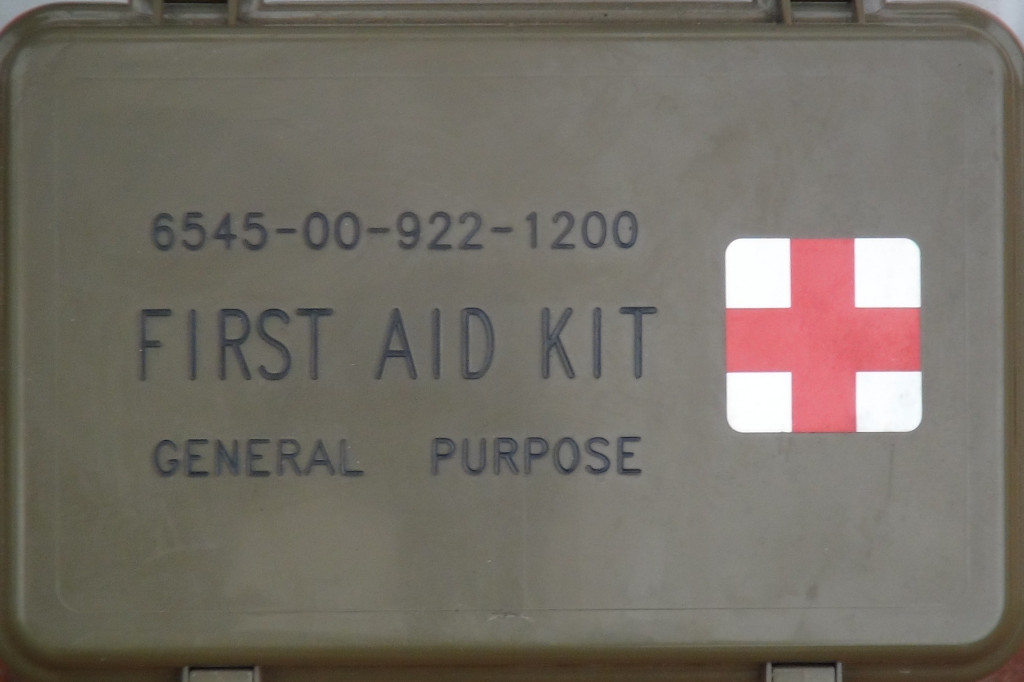 6545-00-922-1200
FIRST AID KIT
GENERAL PURPOSE